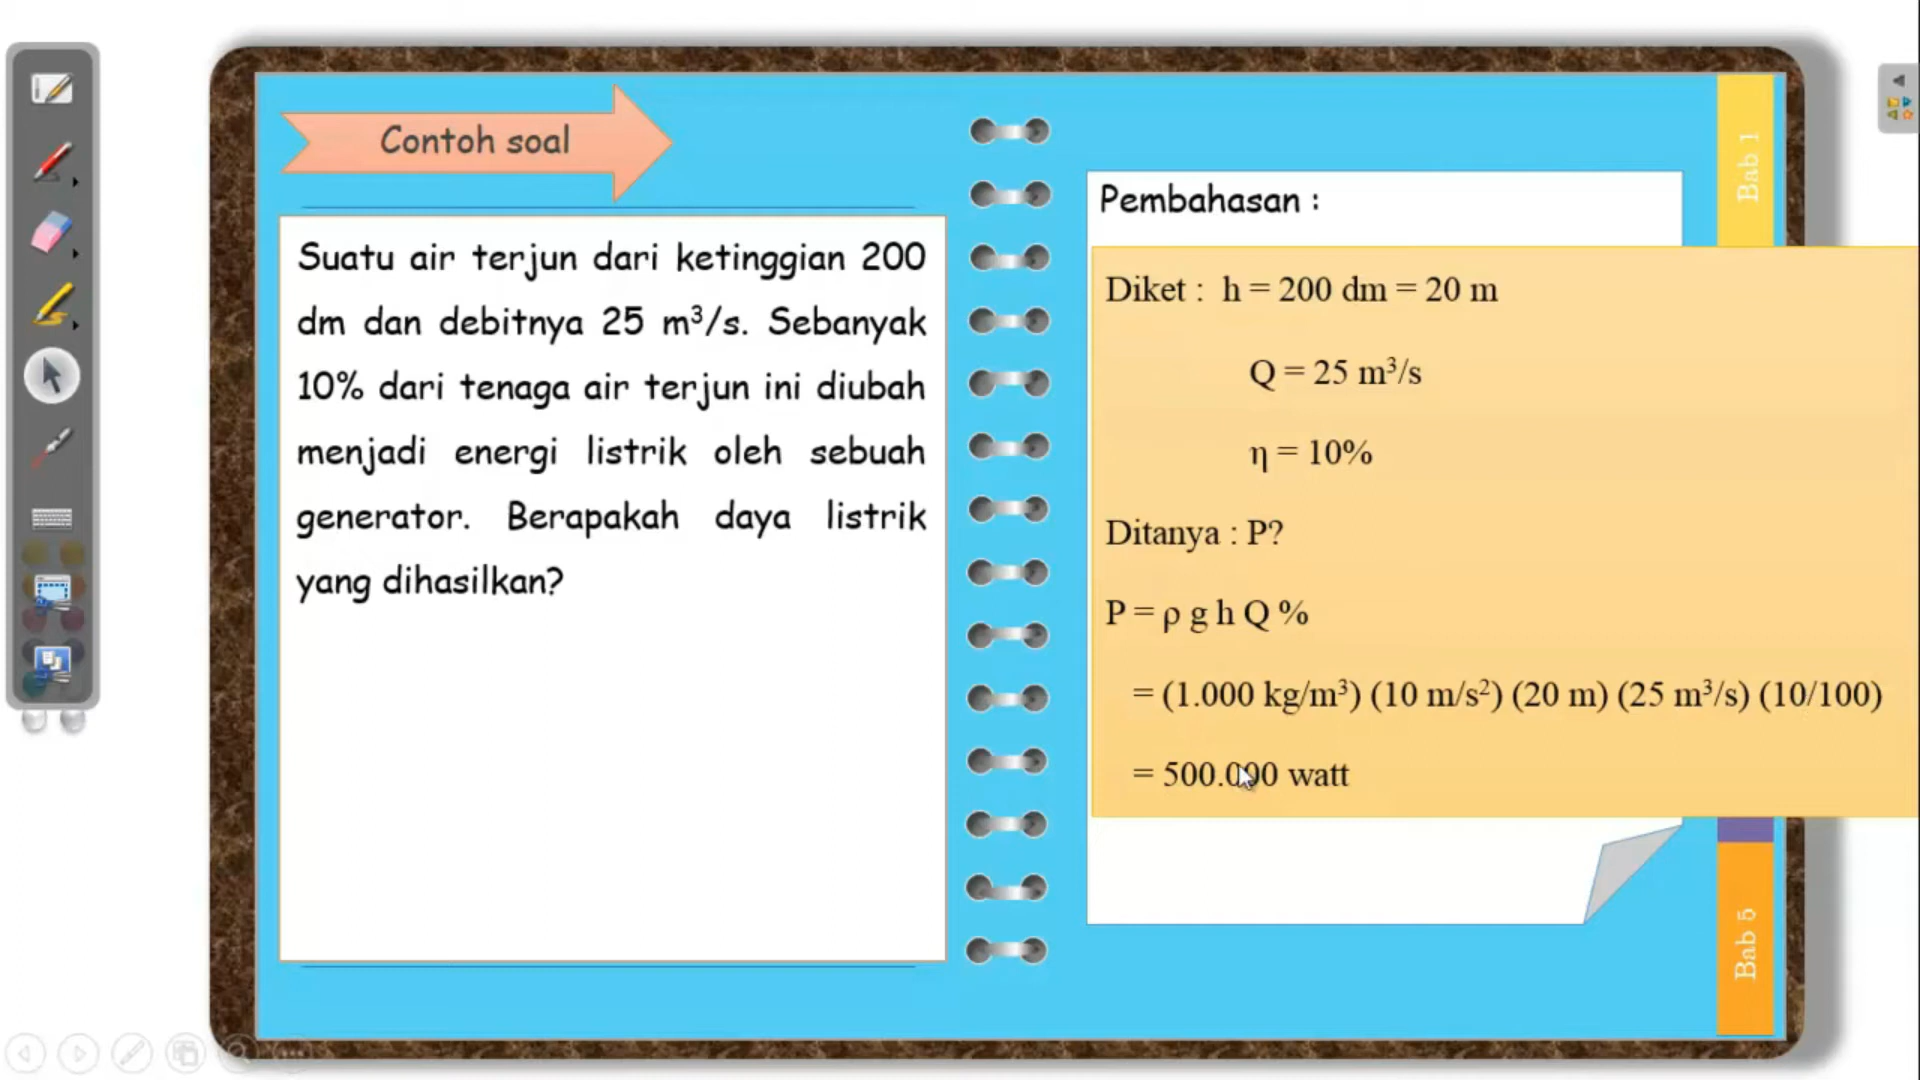 Contoh soal
Suatu air terjun dari ketinggian 200
dm dan debitnya 25 m³/s. Sebanyak
10% dari tenaga air terjun ini diubah
menjadi energi listrik oleh sebuah
generator. Berapakah daya listrik
yang dihasilkan?
Pembahasan :
Diket : h = 200 dm = 20 m
Q = 25 m³/s
η = 10%
Ditanya : P?
P = ρ g h Q %
= (1.000 kg/m³) (10 m/s²) (20 m) (25 m³/s) (10/100)
= 500.000 watt
Bab 1
Bab 5